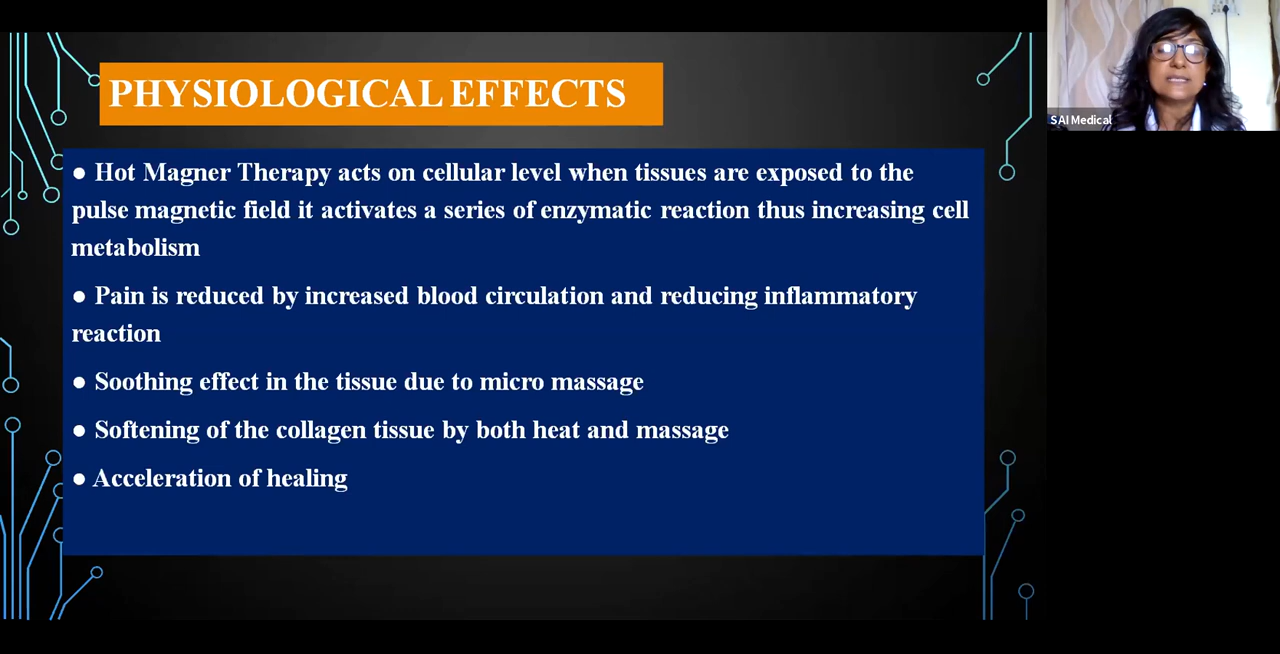 PHYSIOLOGICAL EFFECTS
SAI Medical
● Hot Magner Therapy acts on cellular level when tissues are exposed to the
pulse magnetic field it activates a series of enzymatic reaction thus increasing cell
metabolism
● Pain is reduced by increased blood circulation and reducing inflammatory
reaction
● Soothing effect in the tissue due to micro massage
● Softening of the collagen tissue by both heat and massage
● Acceleration of healing